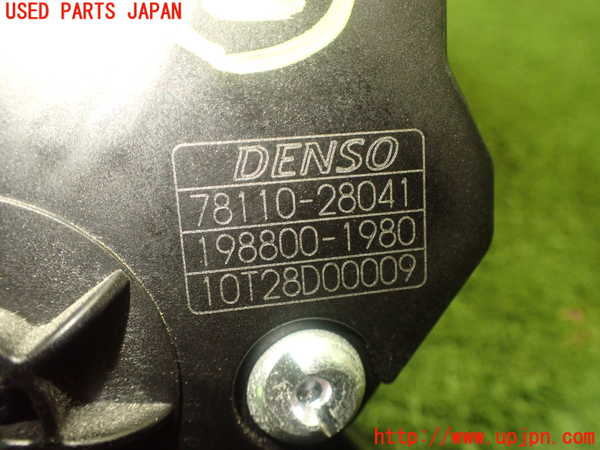 USED PARTS JAPAN
DENSO
78110-28041
198800-1980
10T28D00009
http://www.upjpn.com/